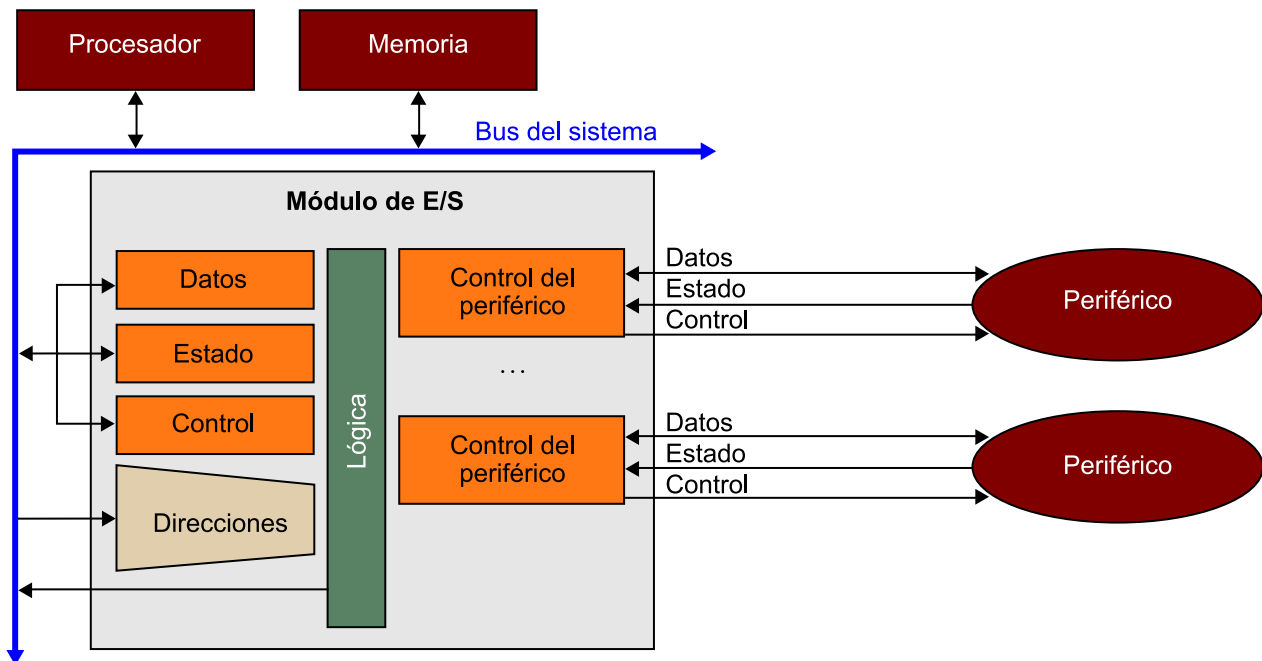 Procesador
Memoria
Bus del sistema
Módulo de E/S
Datos
Estado
Control
Direcciones
Lógica
Control del
periférico
...
Control del
periférico
Datos
Estado
Control
Periférico
Datos
Estado
Control
Periférico